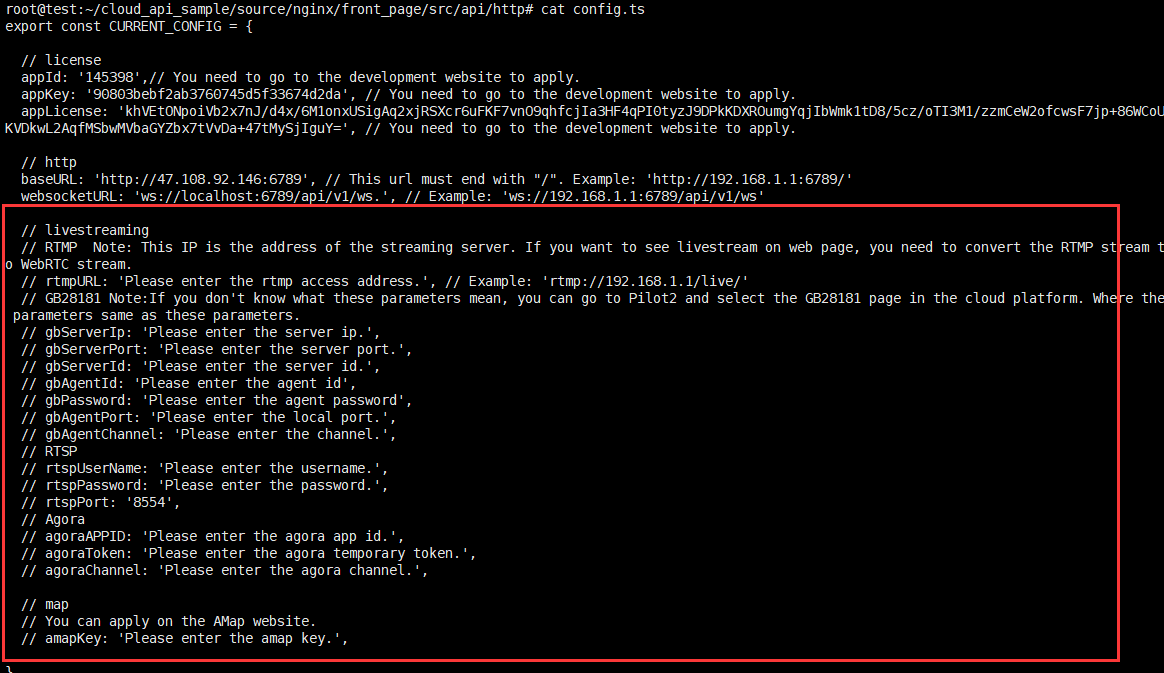 root@test:~/cloud_api_sample/source/nginx/front_page/src/api/http# cat config.ts
export const CURRENT_CONFIG = {
  // license
  appId: '145398',// You need to go to the development website to apply.
  appKey: '90803bebf2ab3760745d5f33674d2da', // You need to go to the development website to apply.
  appLicense: 'khVEtONpoiVb2x7nJ/d4x/6M1onxUSigAq2xjRSXcr6uFKF7vnO9qhfcjIa3HF4qPI0tyzJ9DPkKDXROumgYqjIbWmk1tD8/5cz/oTI3M1/zzmCeW2ofcwsF7jp+86WCoU
KVDkwL2AqfMSbwMVbaGYZbx7tVvDa+47tMySjIguY=', // You need to go to the development website to apply.
  // http
  baseURL: 'http://47.108.92.146:6789', // This url must end with "/". Example: 'http://192.168.1.1:6789/'
  websocketURL: 'ws://localhost:6789/api/v1/ws.', // Example: 'ws://192.168.1.1:6789/api/v1/ws'
  // livestreaming
  // RTMP  Note: This IP is the address of the streaming server. If you want to see livestream on web page, you need to convert the RTMP stream t
o WebRTC stream.
  // rtmpURL: 'Please enter the rtmp access address.', // Example: 'rtmp://192.168.1.1/live/'
  // GB28181 Note:If you don't know what these parameters mean, you can go to Pilot2 and select the GB28181 page in the cloud platform. Where the
 parameters same as these parameters.
  // gbServerIp: 'Please enter the server ip.',
  // gbServerPort: 'Please enter the server port.',
  // gbServerId: 'Please enter the server id.',
  // gbAgentId: 'Please enter the agent id',
  // gbPassword: 'Please enter the agent password',
  // gbAgentPort: 'Please enter the local port.',
  // gbAgentChannel: 'Please enter the channel.',
  // RTSP
  // rtspUserName: 'Please enter the username.',
  // rtspPassword: 'Please enter the password.',
  // rtspPort: '8554',
  // Agora
  // agoraAPPID: 'Please enter the agora app id.',
  // agoraToken: 'Please enter the agora temporary token.',
  // agoraChannel: 'Please enter the agora channel.',
  // map
  // You can apply on the AMap website.
  // amapKey: 'Please enter the amap key.',
}